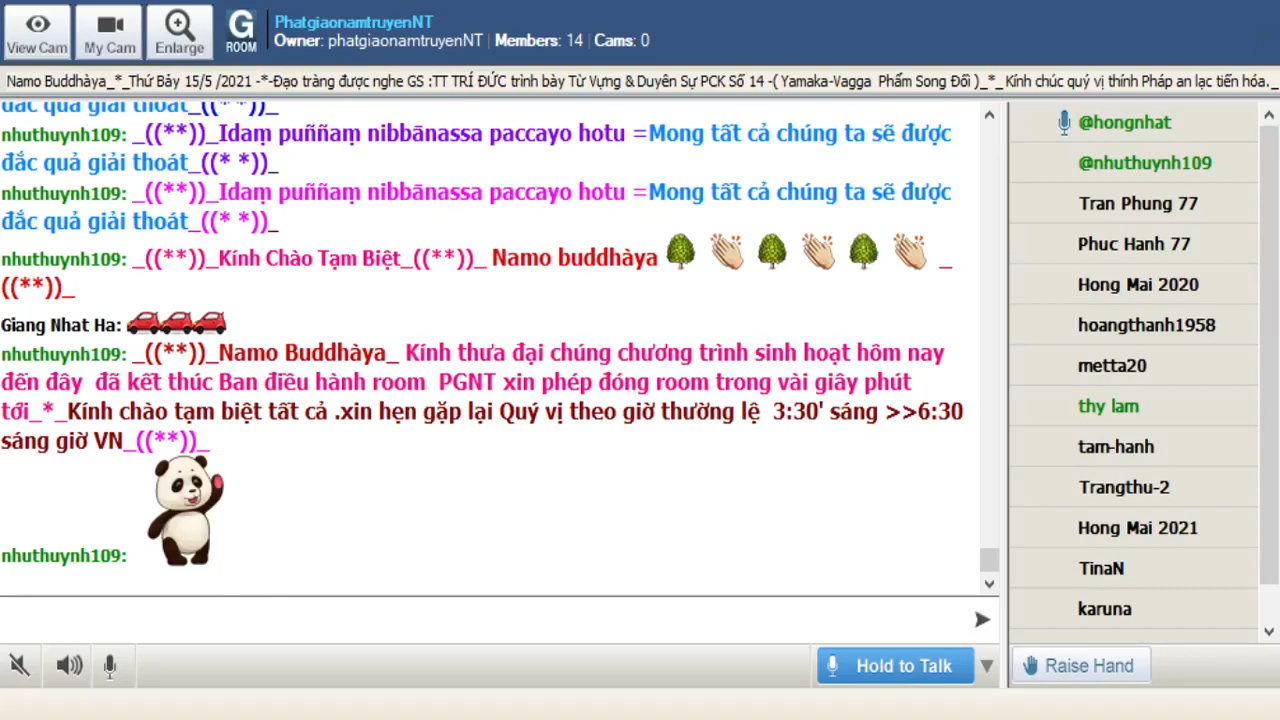 View Cam
My Cam
Enlarge
G
ROOM
PhatgiaonamtruyenNT
Owner: phatgiaonamtruyenNT | Members: 14 | Cams: 0
Namo Buddhàya_*_Thứ Bảy 15/5 /2021 -*-Đạo tràng được nghe GS :TT TRÍ ĐỨC trình bày Từ Vựng & Duyên Sự PCK Số 14 -( Yamaka-Vagga Phẩm Song Đối )_*_ Kính chúc quý vị thính Pháp an lạc tiến hóa._
đắc quả giải thoát_((* *))_
nhuthuynh109: _((**))_Idaṃ puññaṃ nibbānassa paccayo hotu =Mong tất cả chúng ta sẽ được
đắc quả giải thoát_((* *))_
nhuthuynh109: _((**))_Idaṃ puññaṃ nibbānassa paccayo hotu =Mong tất cả chúng ta sẽ được
đắc quả giải thoát_((* *))_
nhuthuynh109: _((**))_Kính Chào Tạm Biệt_((**))_ Namo buddhàya _
((**))_
Giang Nhat Ha:
nhuthuynh109: _((**))_Namo Buddhàya_ Kính thưa đại chúng chương trình sinh hoạt hôm nay
đến đây đã kết thúc Ban điều hành room PGNT xin phép đóng room trong vài giây phút
tới_*_Kính chào tạm biệt tất cả .xin hẹn gặp lại Quý vị theo giờ thường lệ 3:30' sáng >>6:30
sáng giờ VN_((**))_
nhuthuynh109:
@hongnhat
@nhuthuynh109
Tran Phung 77
Phuc Hanh 77
Hong Mai 2020
hoangthanh1958
metta20
thy lam
tam-hanh
Trangthu-2
Hong Mai 2021
TinaN
karuna
Hold to Talk
Raise Hand